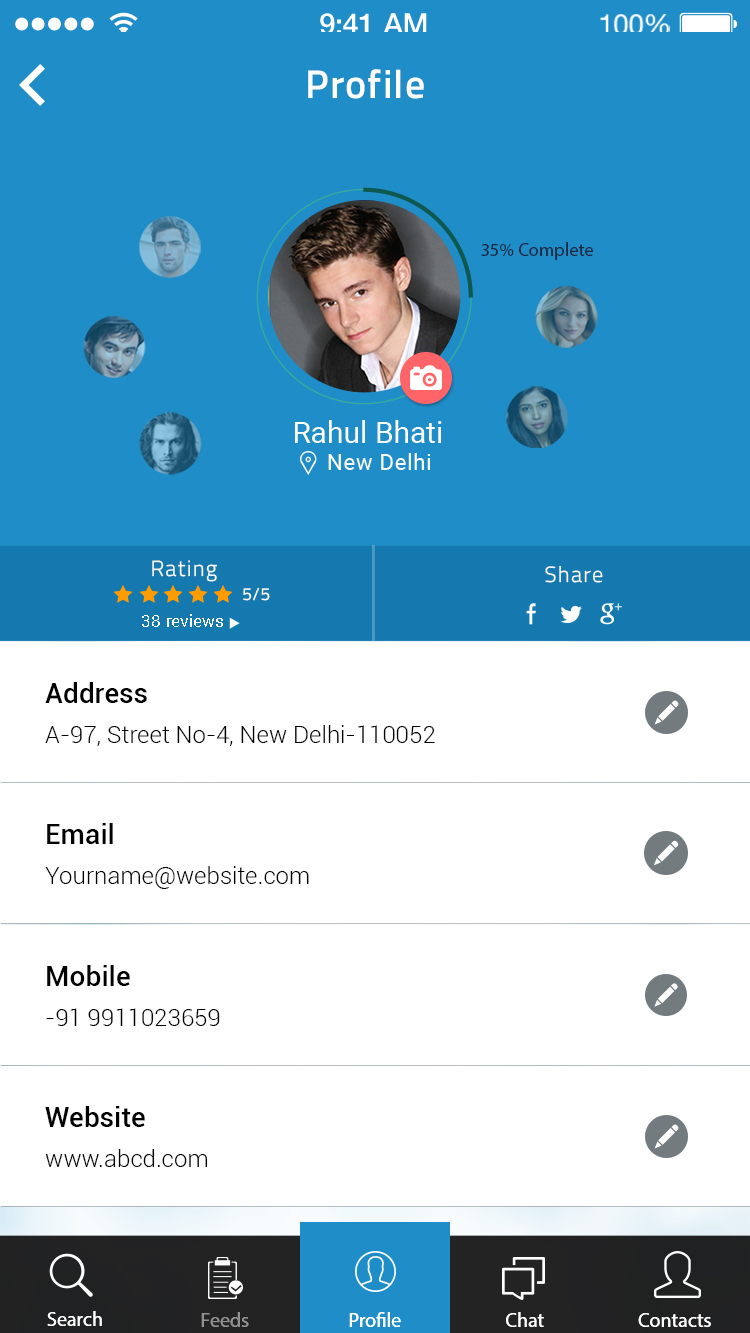 9:41 AM 100%
Profile
35% Complete
Rahul Bhati
New Delhi
Rating
5/5
38 reviews
Share
f g+
Address
A-97, Street No-4, New Delhi-110052
Email
Yourname@website.com
Mobile
-91 9911023659
Website
www.abcd.com
Search Feeds Profile Chat Contacts